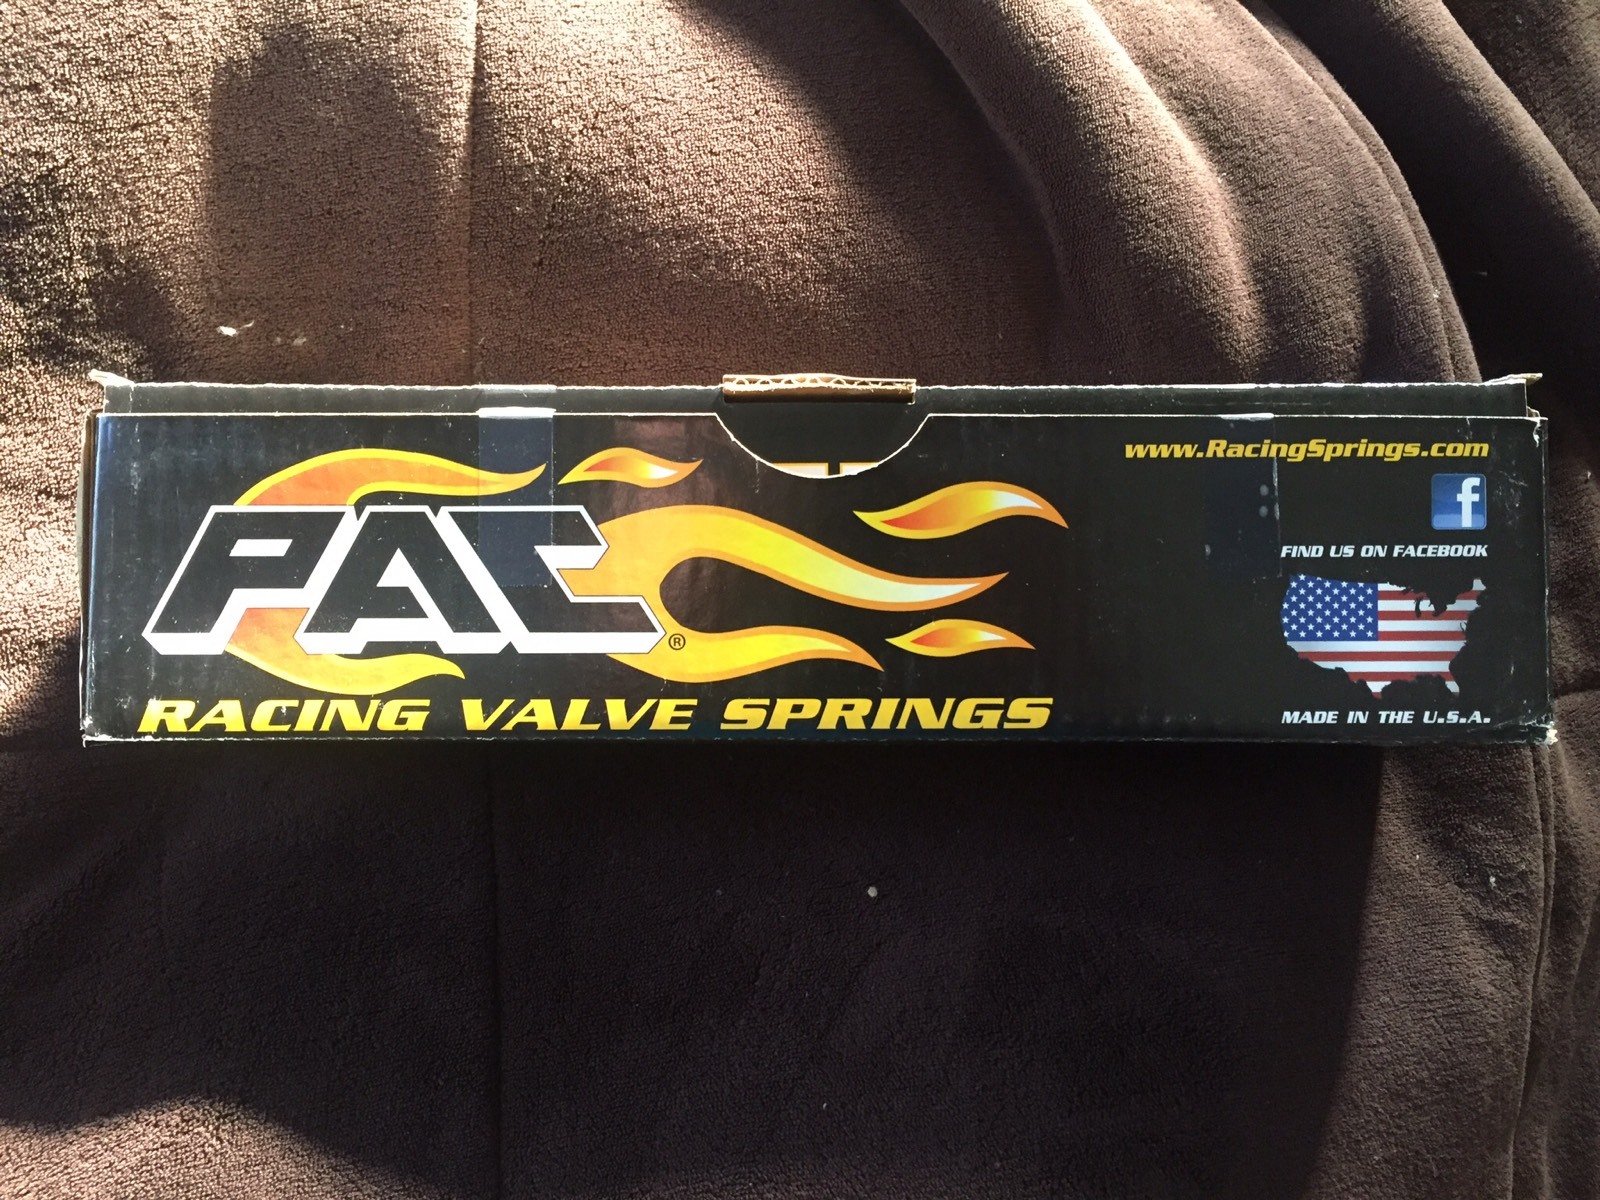 www.RacingSprings.com
f
FIND US ON FACEBOOK
PAC®
RACING VALVE SPRINGS
MADE IN THE U.S.A.